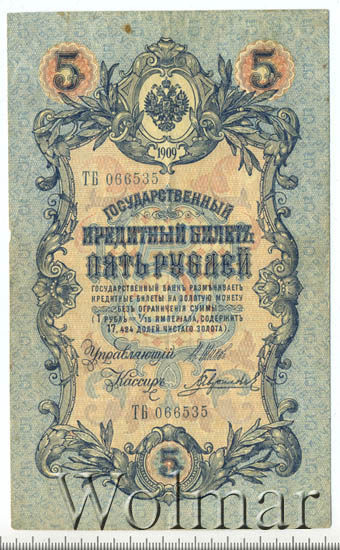 5 5
1909
ТБ 066535
ГОСУДАРСТВЕННЫЙ
КРЕДИТНЫЙ БИЛЕТЪ
ПЯТЬ РУБЛЕЙ
ГОСУДАРСТВЕННЫЙ БАНКЪ РАЗМѢНИВАЕТЪ
КРЕДИТНЫЕ БИЛЕТЫ НА ЗОЛОТУЮ МОНЕТУ
БЕЗЪ ОГРАНИЧЕНІЯ СУММЫ
(1 РУБЛЬ = 1/15 ИМПЕРІАЛА, СОДЕРЖИТЪ
17,424 ДОЛЕЙ ЧИСТАГО ЗОЛОТА).
Управляющій
Кассиръ
ТБ 066535
5
Wolmar